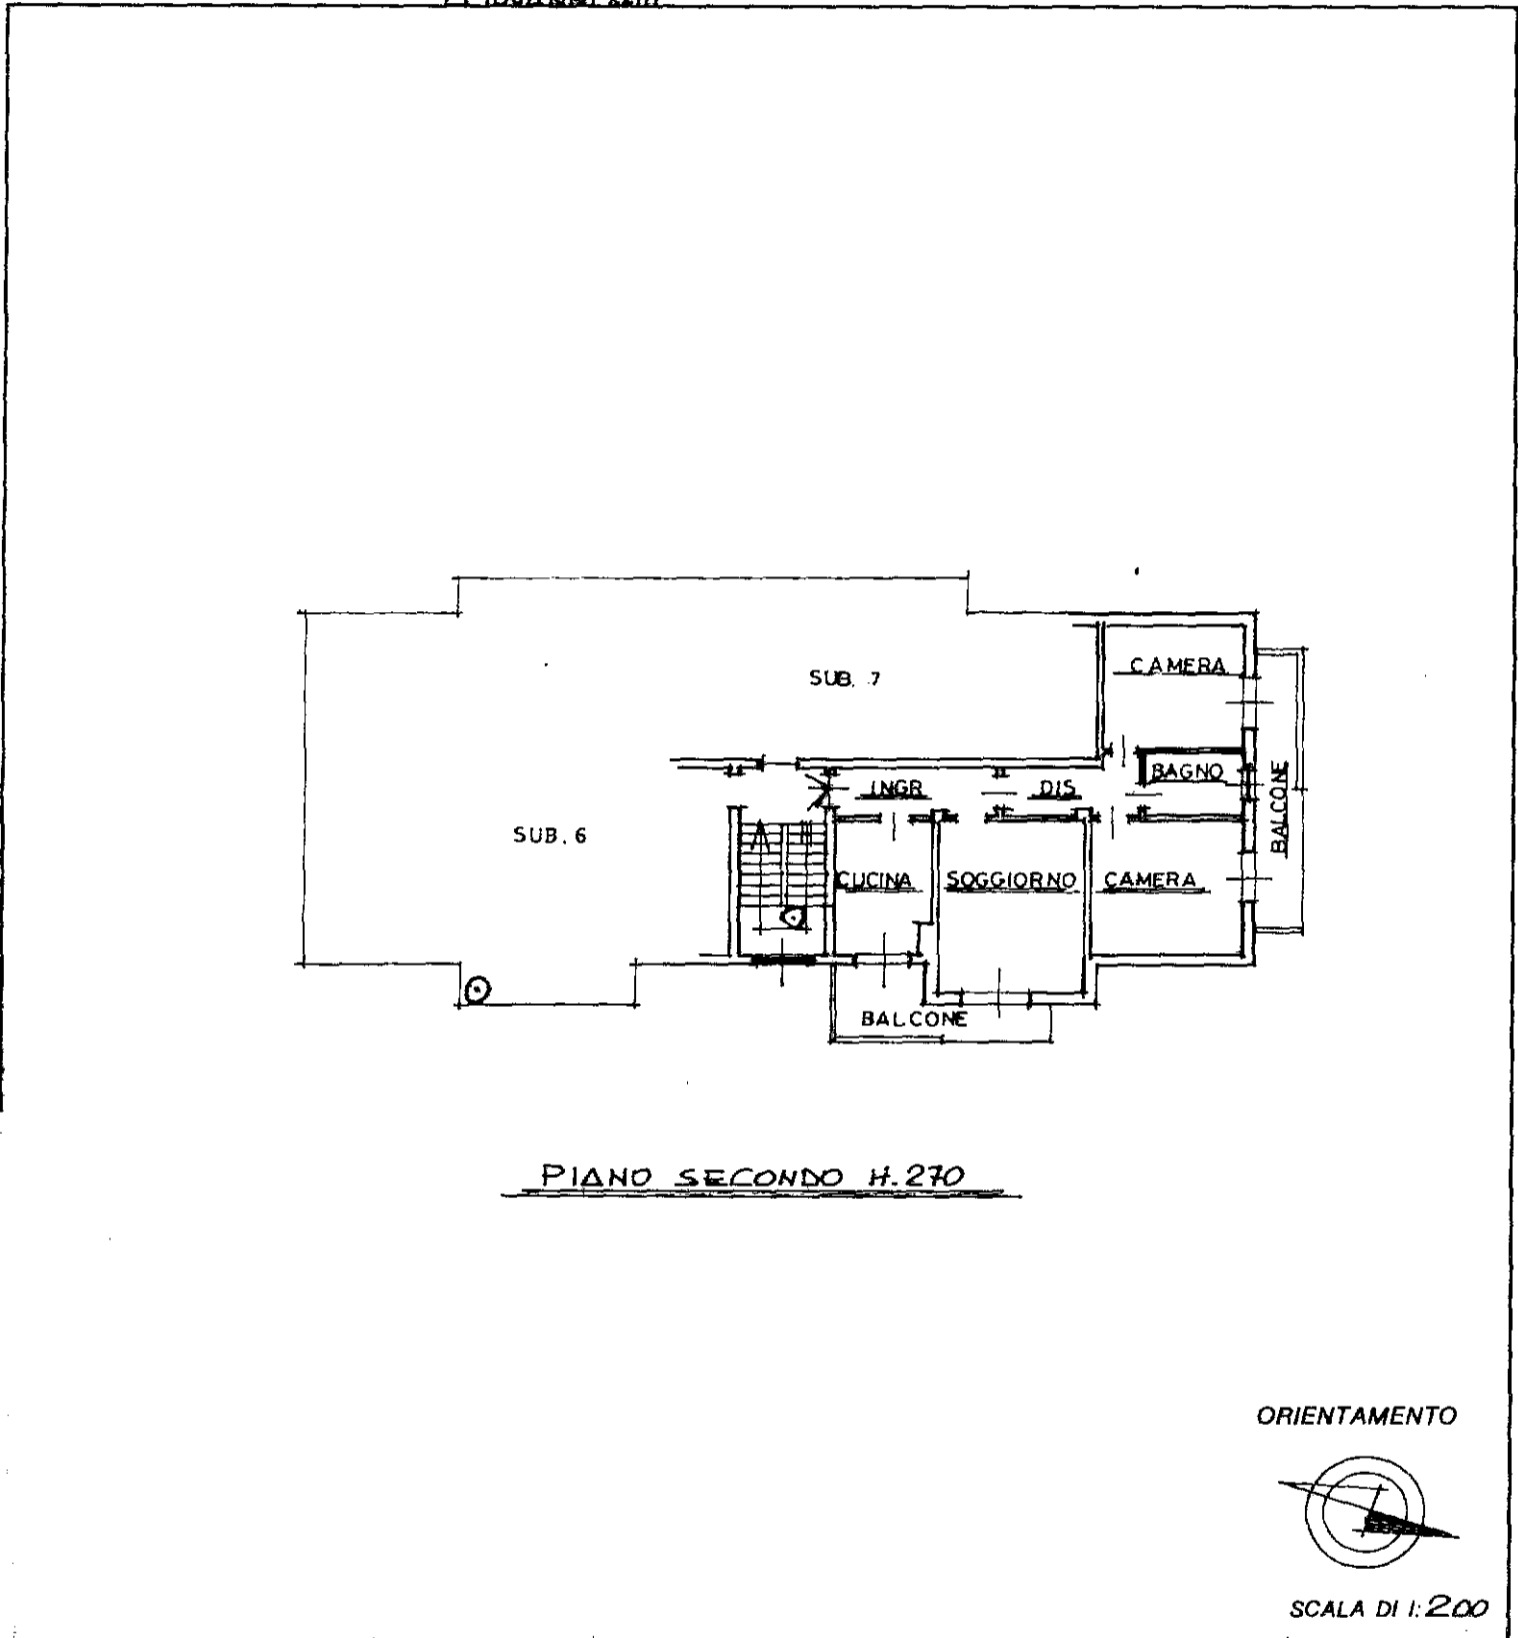 CAMERA
SUB. 7
BAGNO
INGR
DIS
BALCONE
SUB. 6
CUCINA
SOGGIORNO
CAMERA
BALCONE
PIANO SECONDO H.270
ORIENTAMENTO
SCALA DI 1:200